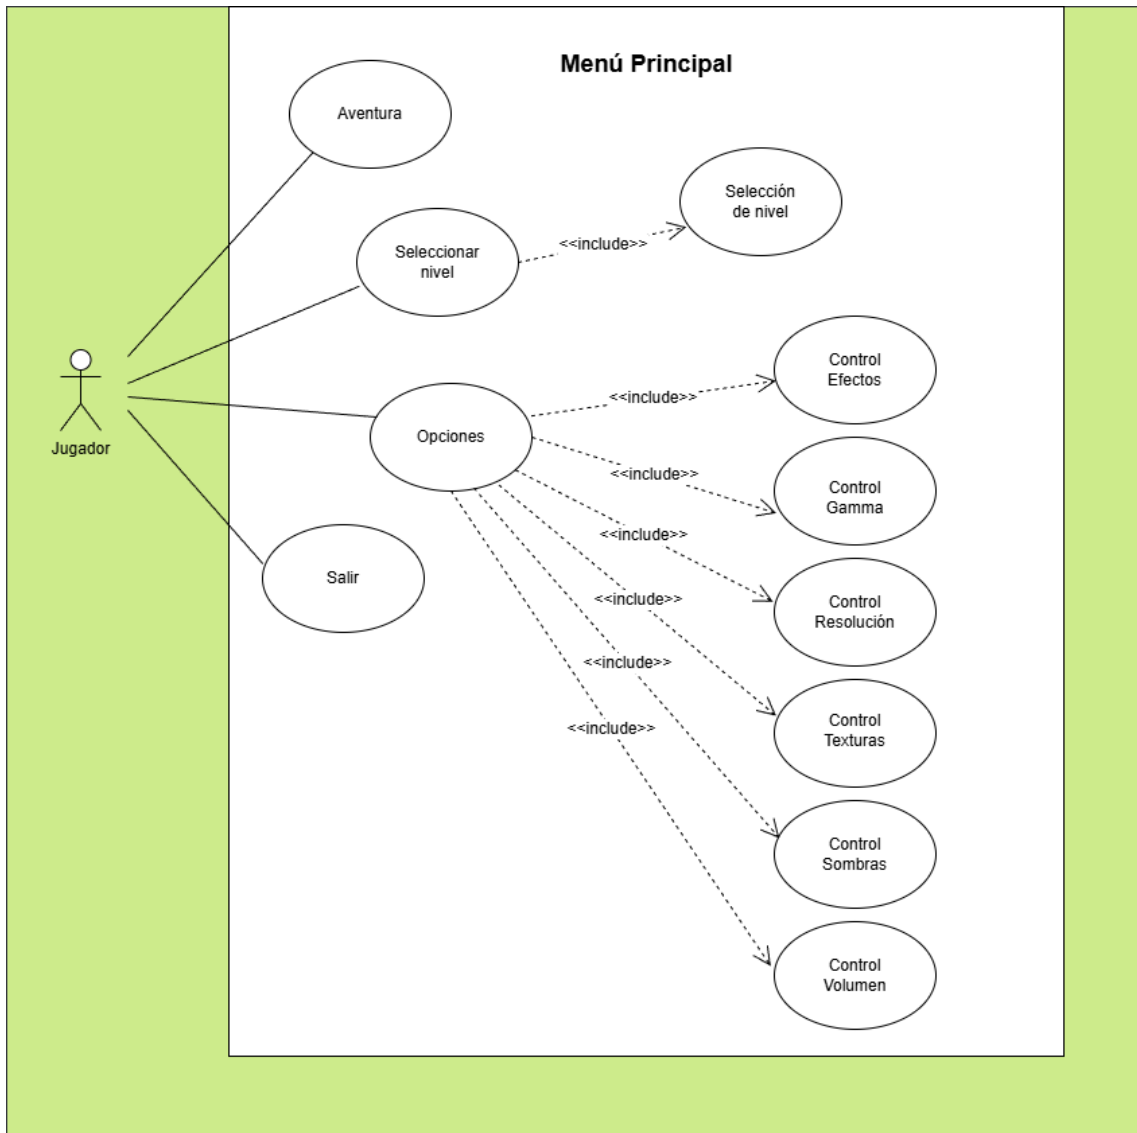 Menú Principal
Aventura
Selección
de nivel
Seleccionar
nivel
<<include>>
Control
Efectos
<<include>>
Jugador
Opciones
<<include>>
Control
Gamma
<<include>>
Salir
<<include>>
Control
Resolución
<<include>>
<<include>>
Control
Texturas
Control
Sombras
Control
Volumen